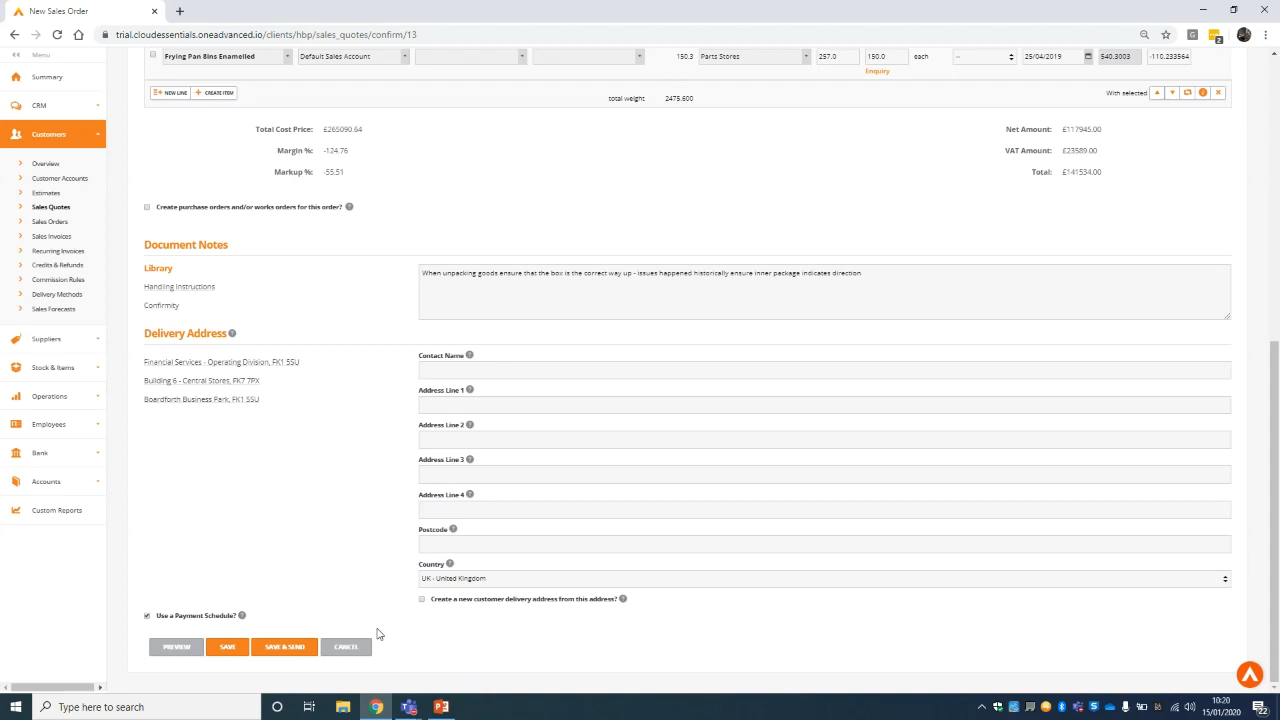 New Sales Order
trial.cloudessentials.oneadvanced.com/clients/hbp/sales_quotes/confirm/13
Menu
Summary
CRM
Customers
Overview
Customer Accounts
Estimates
Sales Quotes
Sales Orders
Sales Invoices
Recurring Invoices
Credits & Refunds
Commission Rules
Delivery Methods
Sales Forecasts
Suppliers
Stock & Items
Operations
Employees
Bank
Accounts
Custom Reports
Frying Pan 8ins Enamelled Default Sales Account 150.3 Parts Stores 257.0 150.0 each -- 25/04/2019 $40.3003 -110.233564
Enquiry
NEW LINE CREATE ITEM total weight 2475.600 With selected
Total Cost Price: £265090.64 Net Amount: £117945.00
Margin %: -124.76 VAT Amount: £23589.00
Markup %: -55.51 Total: £141534.00
Create purchase orders and/or works orders for this order?
Document Notes
Library
When unpacking goods ensure that the box is the correct way up - issues happened historically ensure inner package indicates direction
Handling Instructions
Confirmity
Delivery Address
Financial Services - Operating Division, FK1 5SU
Building 6 - Central Stores, FK7 7PX
Boardforth Business Park, FK1 5SU
Contact Name
Address Line 1
Address Line 2
Address Line 3
Address Line 4
Postcode
Country
UK - United Kingdom
Create a new customer delivery address from this address?
Use a Payment Schedule?
PREVIEW SAVE SAVE & SEND CANCEL
Type here to search
10:20
15/01/2020